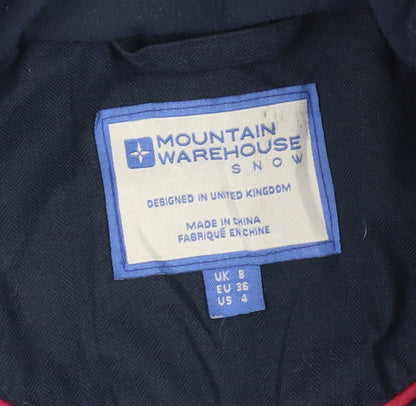 MOUNTAIN
WAREHOUSE
SNOW
DESIGNED IN UNITED KINGDOM
MADE IN CHINA
FABRIQUÉ EN CHINE
UK 8
EU 36
US 4